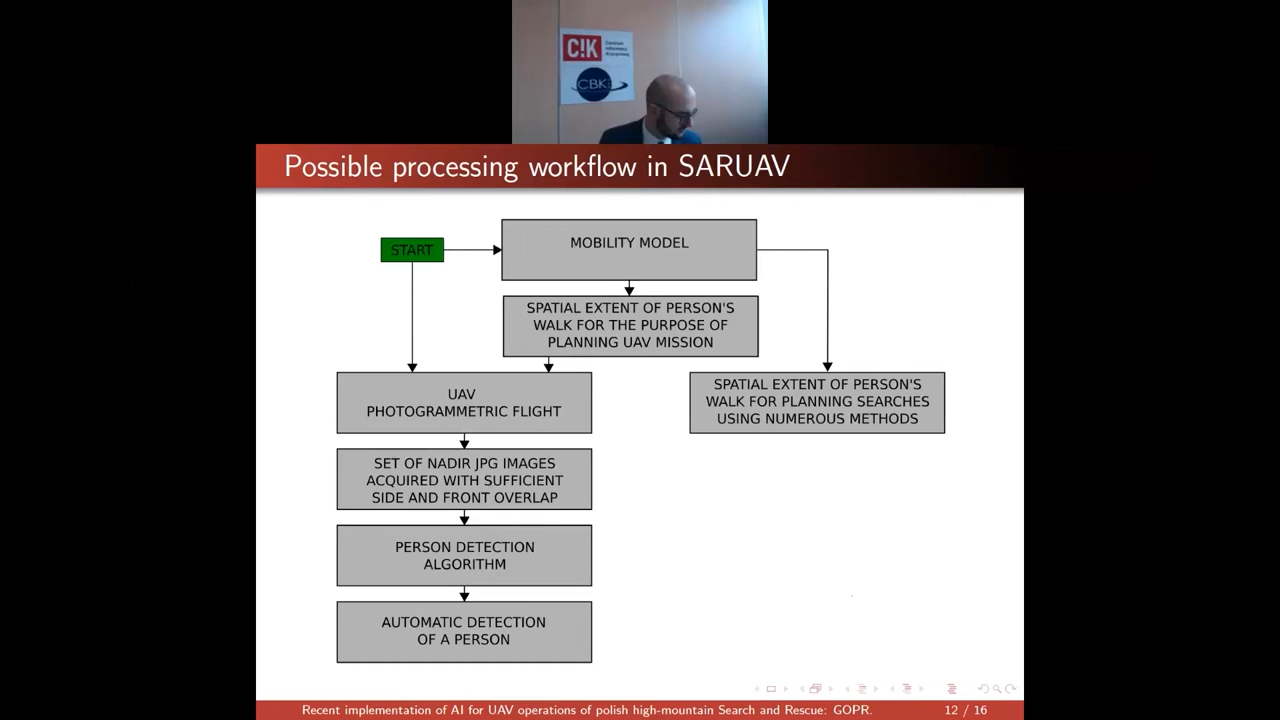 C!K
CBK
Possible processing workflow in SARUAV
START
MOBILITY MODEL
SPATIAL EXTENT OF PERSON'S
WALK FOR THE PURPOSE OF
PLANNING UAV MISSION
UAV
PHOTOGRAMMETRIC FLIGHT
SPATIAL EXTENT OF PERSON'S
WALK FOR PLANNING SEARCHES
USING NUMEROUS METHODS
SET OF NADIR JPG IMAGES
ACQUIRED WITH SUFFICIENT
SIDE AND FRONT OVERLAP
PERSON DETECTION
ALGORITHM
AUTOMATIC DETECTION
OF A PERSON
Recent implementation of AI for UAV operations of polish high-mountain Search and Rescue: GOPR.
12 / 16